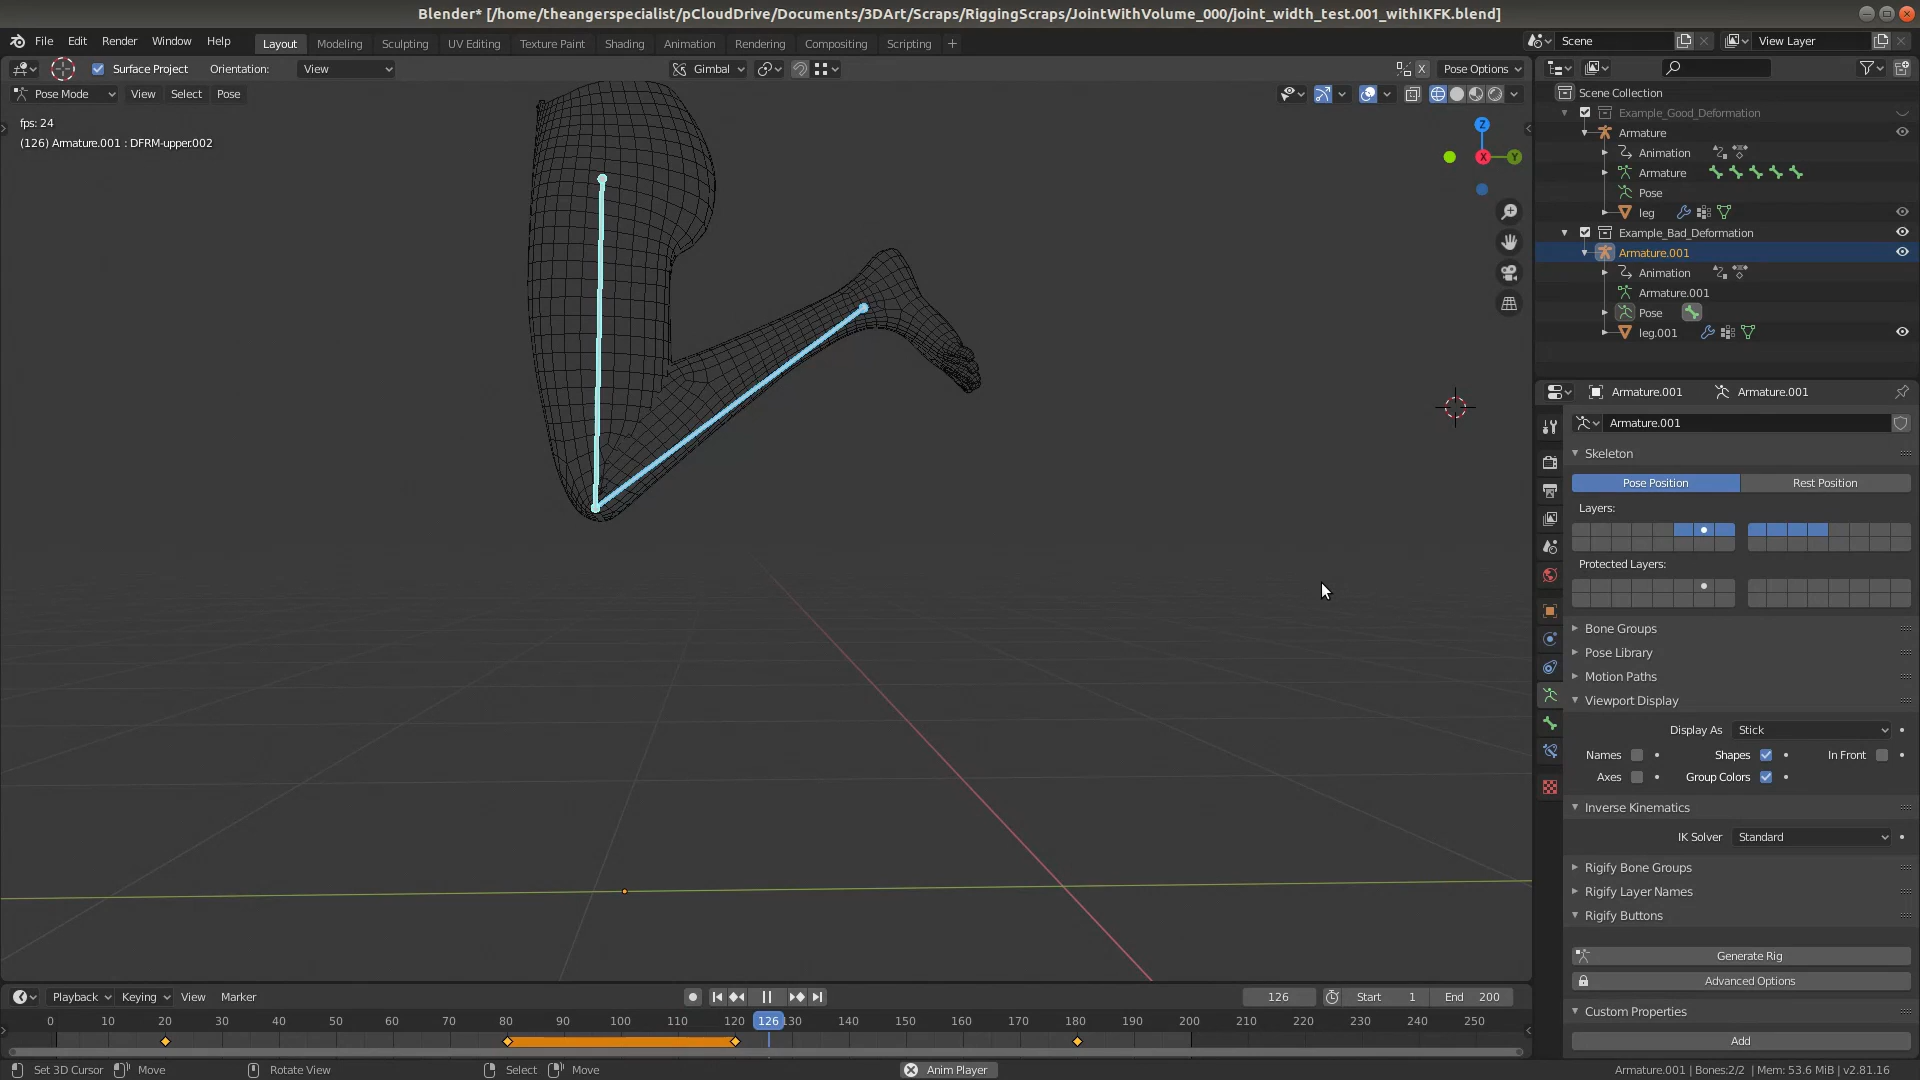 Blender* [/home/theangerspecialist/pCloudDrive/Documents/3DArt/Scraps/RiggingScraps/JointWithVolume_000/joint_width_test.001_withIKFK.blend]
File Edit Render Window Help Layout Modeling Sculpting UV Editing Texture Paint Shading Animation Rendering Compositing Scripting + Scene View Layer
Surface Project Orientation: View Gimbal X Pose Options
Pose Mode View Select Pose
fps: 24
(126) Armature.001 : DFRM-upper.002
Z
X
Y
Scene Collection
Example_Good_Deformation
Armature
Animation
Armature
Pose
leg
Example_Bad_Deformation
Armature.001
Animation
Armature.001
Pose
leg.001
Armature.001 Armature.001
Armature.001
Skeleton
Pose Position Rest Position
Layers:
Protected Layers:
Bone Groups
Pose Library
Motion Paths
Viewport Display
Display As Stick
Names Shapes In Front
Axes Group Colors
Inverse Kinematics
IK Solver Standard
Rigify Bone Groups
Rigify Layer Names
Rigify Buttons
Generate Rig
Advanced Options
Custom Properties
Add
Playback Keying View Marker 126 Start 1 End 200
0 10 20 30 40 50 60 70 80 90 100 110 120 126 130 140 150 160 170 180 190 200 210 220 230 240 250
Set 3D Cursor Move Rotate View Select Move Anim Player Armature.001 | Bones:2/2 | Mem: 53.6 MiB | v2.81.16